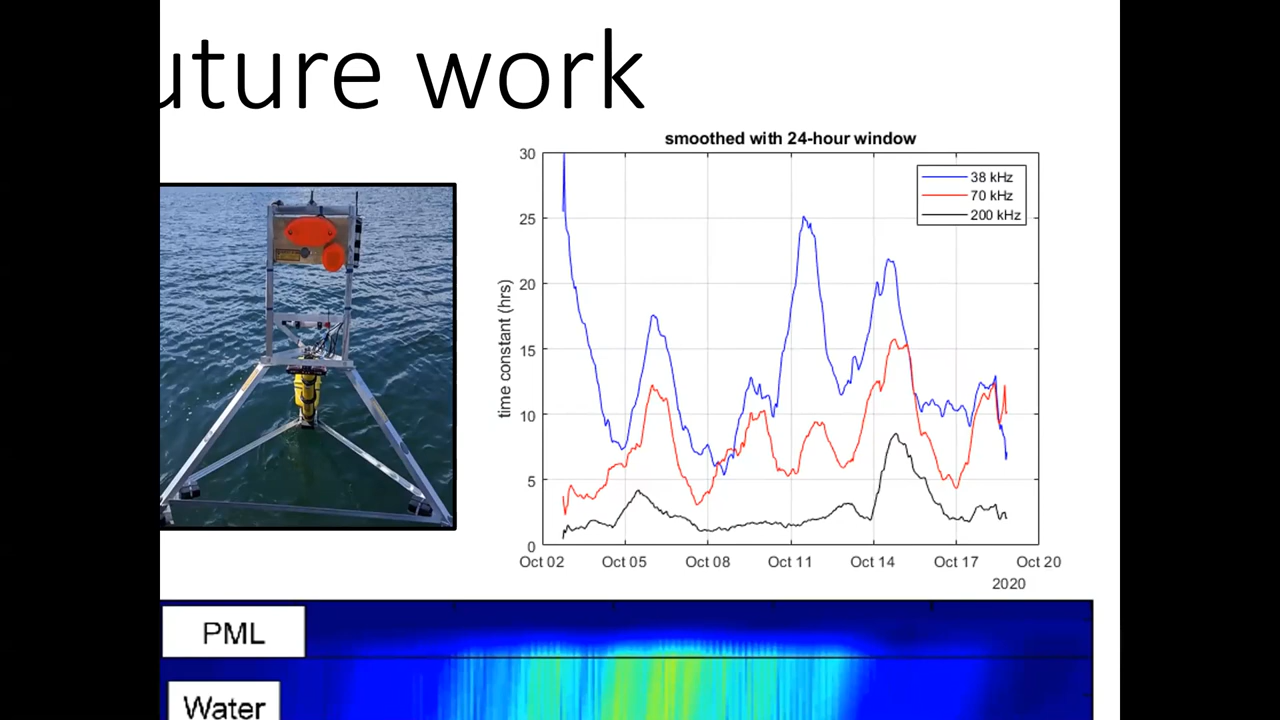 uture work
smoothed with 24-hour window
30
25
20
15
10
5
0
time constant (hrs)
38 kHz
70 kHz
200 kHz
Oct 02 Oct 05 Oct 08 Oct 11 Oct 14 Oct 17 Oct 20
2020
PML
Water